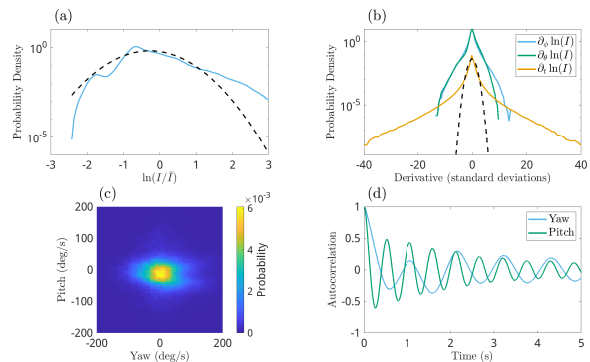 (a)
Probability Density
10^0
10^-5
-3 -2 -1 0 1 2 3
ln(I/Ī)
(b)
Probability Density
10^0
10^-5
∂ϕ ln(I)
∂θ ln(I)
∂t ln(I)
-40 -20 0 20 40
Derivative (standard deviations)
(c)
Pitch (deg/s)
200
100
0
-100
-200
-200 0 200
Yaw (deg/s)
×10^-3
6
4
2
0
Probability
(d)
Autocorrelation
1
0.5
0
-0.5
-1
Yaw
Pitch
0 1 2 3 4 5
Time (s)